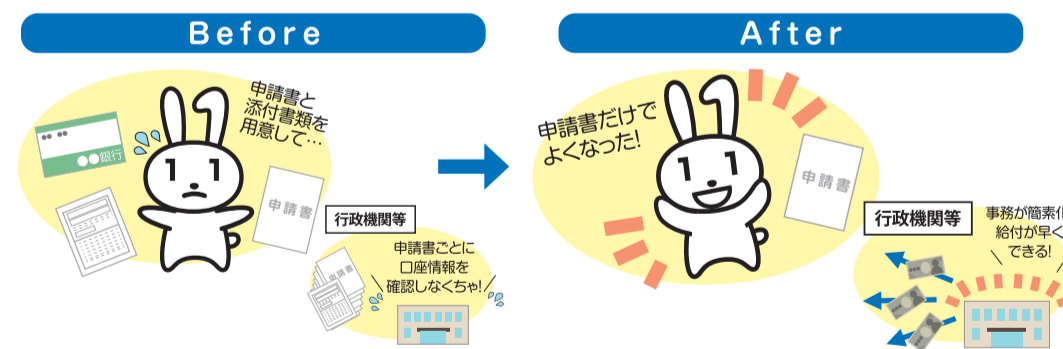 Before
申請書と
添付書類を
用意して…
●●銀行
申請書
行政機関等
申請書ごとに
口座情報を
確認しなくちゃ!
申請書
After
申請書だけで
よくなった!
申請書
行政機関等
事務が簡素化
給付が早く
できる!